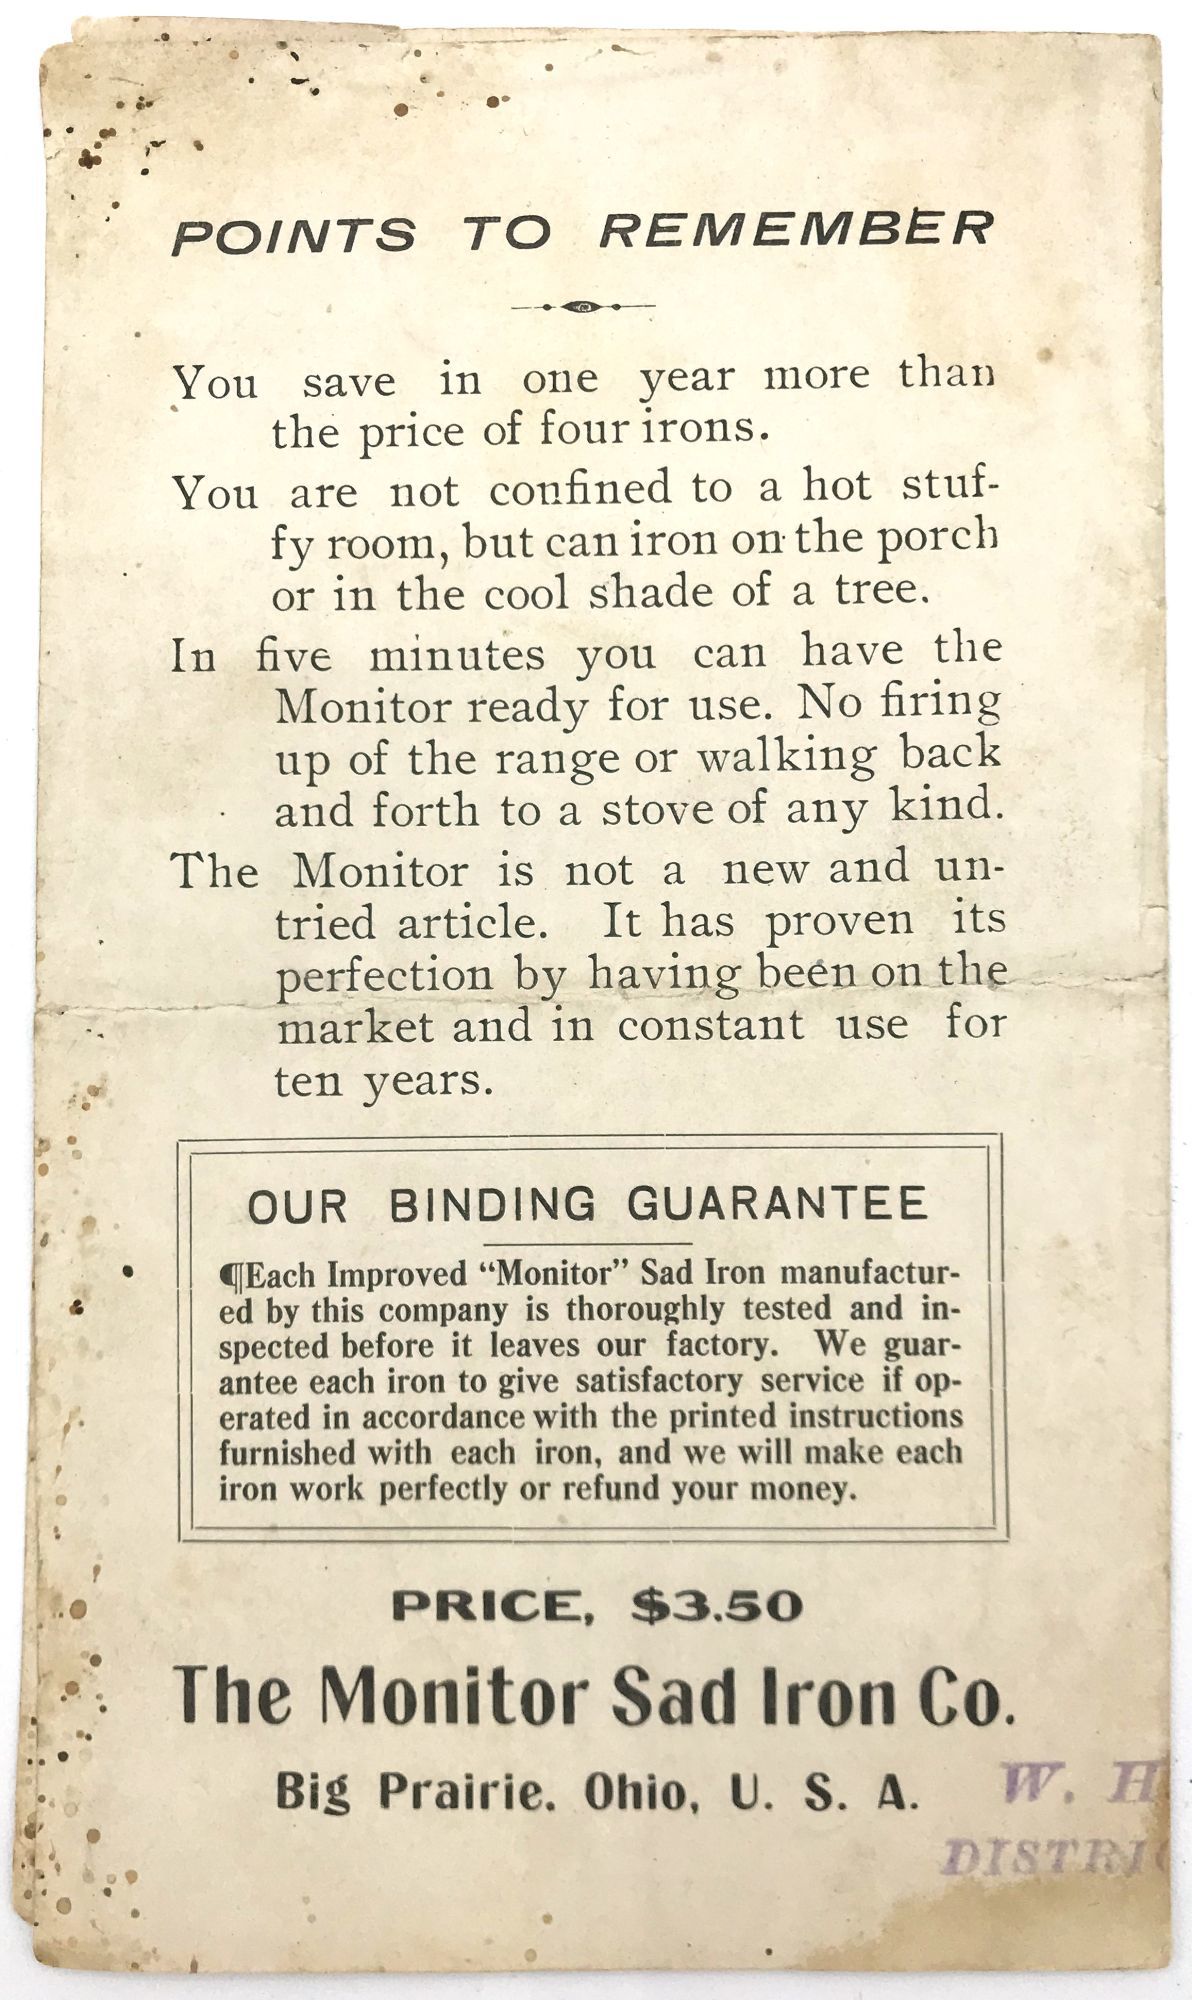 POINTS TO REMEMBER
You save in one year more than
the price of four irons.
You are not confined to a hot stuf-
fy room, but can iron on the porch
or in the cool shade of a tree.
In five minutes you can have the
Monitor ready for use. No firing
up of the range or walking back
and forth to a stove of any kind.
The Monitor is not a new and un-
tried article. It has proven its
perfection by having been on the
market and in constant use for
ten years.
OUR BINDING GUARANTEE
¶Each Improved “Monitor” Sad Iron manufactur-
ed by this company is thoroughly tested and in-
spected before it leaves our factory. We guar-
antee each iron to give satisfactory service if op-
erated in accordance with the printed instructions
furnished with each iron, and we will make each
iron work perfectly or refund your money.
PRICE, $3.50
The Monitor Sad Iron Co.
Big Prairie. Ohio, U. S. A.
W. H
DISTRI